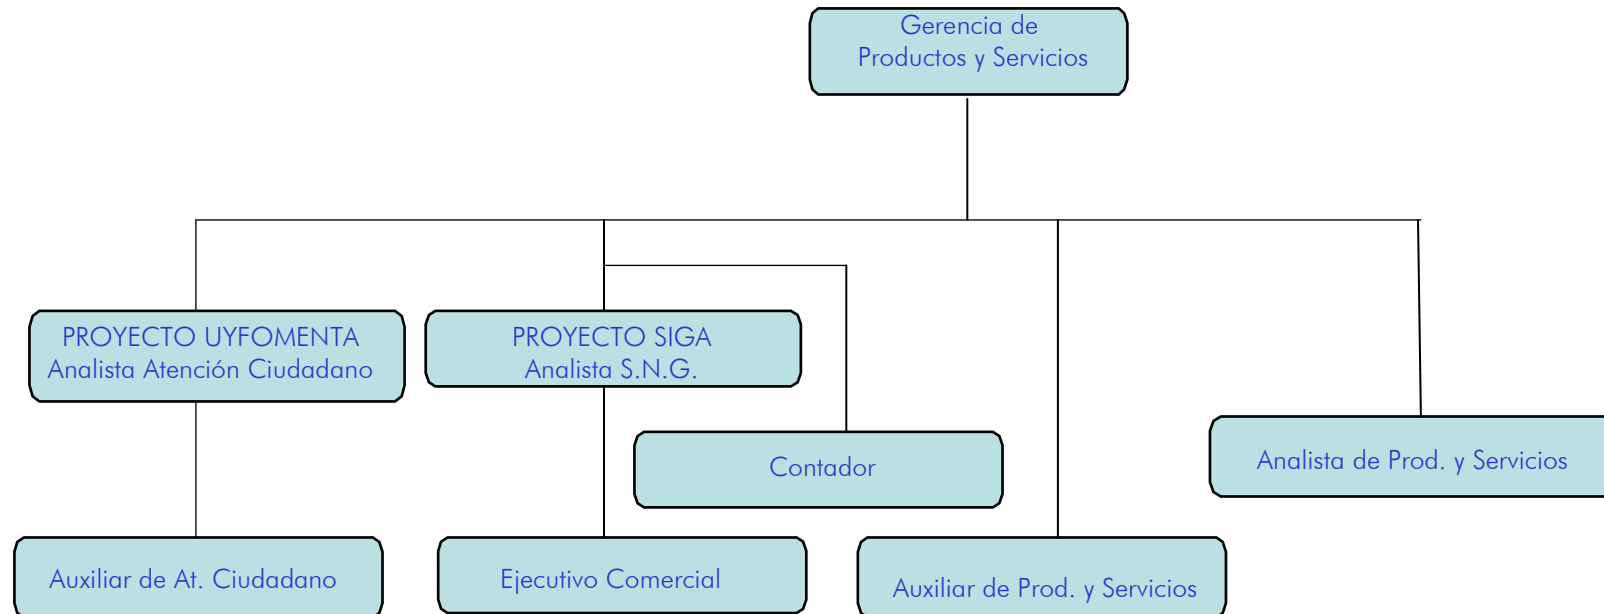 Gerencia de
Productos y Servicios
PROYECTO UYFOMENTA
Analista Atención Ciudadano
PROYECTO SIGA
Analista S.N.G.
Contador
Analista de Prod. y Servicios
Auxiliar de At. Ciudadano
Ejecutivo Comercial
Auxiliar de Prod. y Servicios